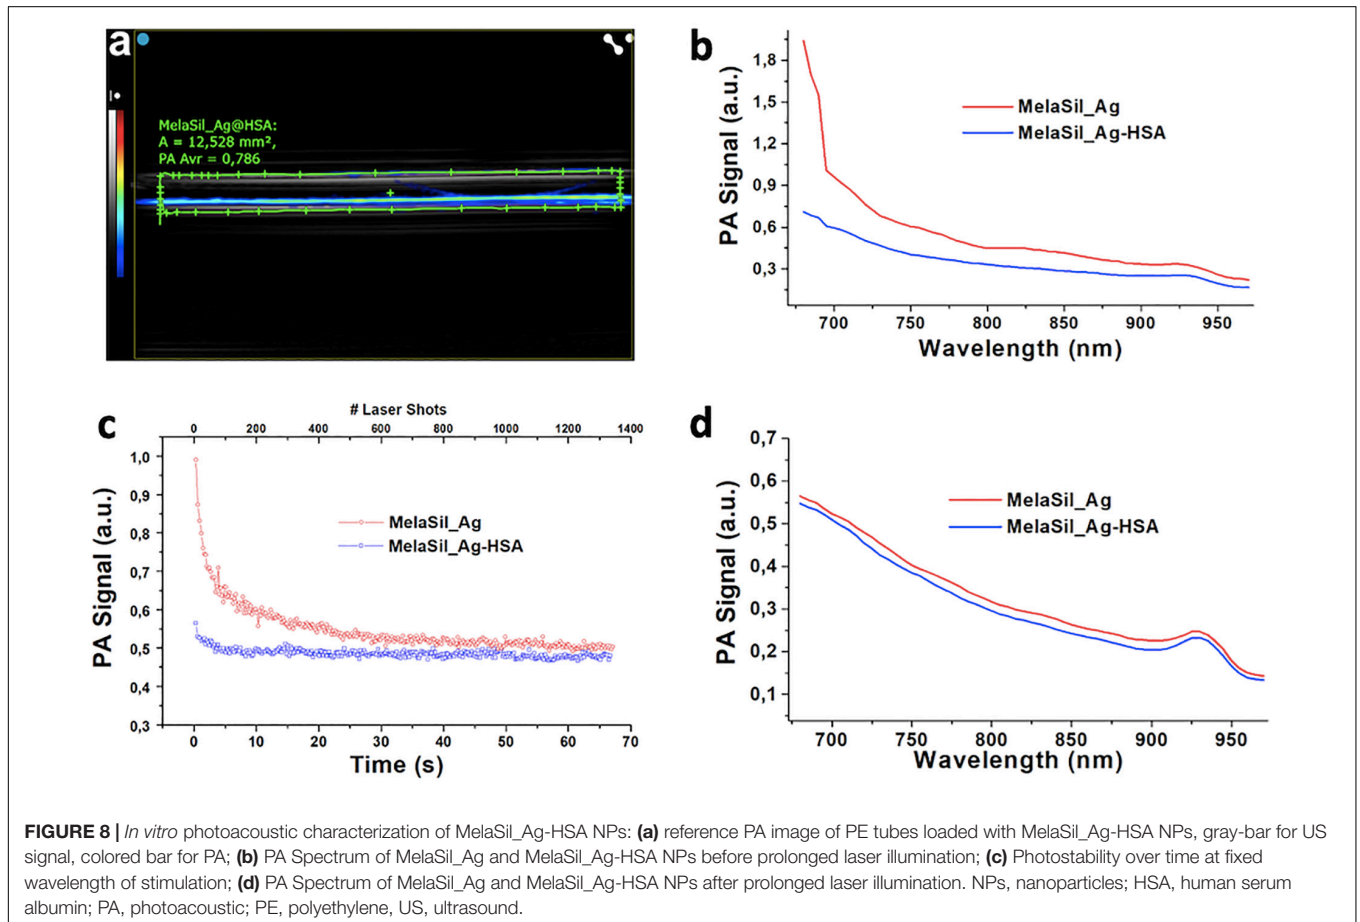 a
MelaSil_Ag@HSA:
A = 12,528 mm²,
PA Avr = 0,786
b
PA Signal (a.u.)
1,8
1,5
1,2
0,9
0,6
0,3
MelaSil_Ag
MelaSil_Ag-HSA
700 750 800 850 900 950
Wavelength (nm)
c
# Laser Shots
0 200 400 600 800 1000 1200 1400
PA Signal (a.u.)
1,0
0,9
0,8
0,7
0,6
0,5
0,4
0,3
MelaSil_Ag
MelaSil_Ag-HSA
0 10 20 30 40 50 60 70
Time (s)
d
PA Signal (a.u.)
0,7
0,6
0,5
0,4
0,3
0,2
0,1
MelaSil_Ag
MelaSil_Ag-HSA
700 750 800 850 900 950
Wavelength (nm)
FIGURE 8 | In vitro photoacoustic characterization of MelaSil_Ag-HSA NPs: (a) reference PA image of PE tubes loaded with MelaSil_Ag-HSA NPs, gray-bar for US
signal, colored bar for PA; (b) PA Spectrum of MelaSil_Ag and MelaSil_Ag-HSA NPs before prolonged laser illumination; (c) Photostability over time at fixed
wavelength of stimulation; (d) PA Spectrum of MelaSil_Ag and MelaSil_Ag-HSA NPs after prolonged laser illumination. NPs, nanoparticles; HSA, human serum
albumin; PA, photoacoustic; PE, polyethylene, US, ultrasound.